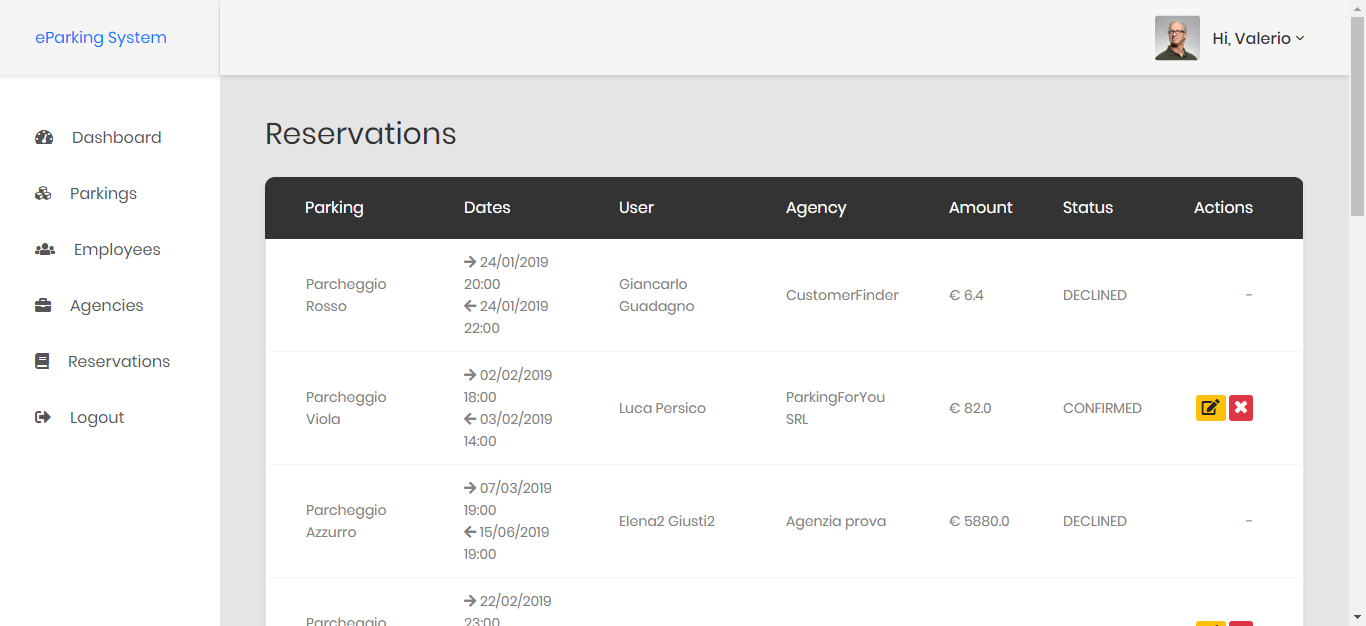 eParking System
Hi, Valerio
Dashboard
Parkings
Employees
Agencies
Reservations
Logout
Reservations
Parking Dates User Agency Amount Status Actions
Parcheggio
Rosso
→ 24/01/2019
20:00
← 24/01/2019
22:00
Giancarlo
Guadagno
CustomerFinder
€ 6.4
DECLINED
-
Parcheggio
Viola
→ 02/02/2019
18:00
← 03/02/2019
14:00
Luca Persico
ParkingForYou
SRL
€ 82.0
CONFIRMED
Parcheggio
Azzurro
→ 07/03/2019
19:00
← 15/06/2019
19:00
Elena2 Giusti2
Agenzia prova
€ 5880.0
DECLINED
-
Parcheggio
→ 22/02/2019
23:00